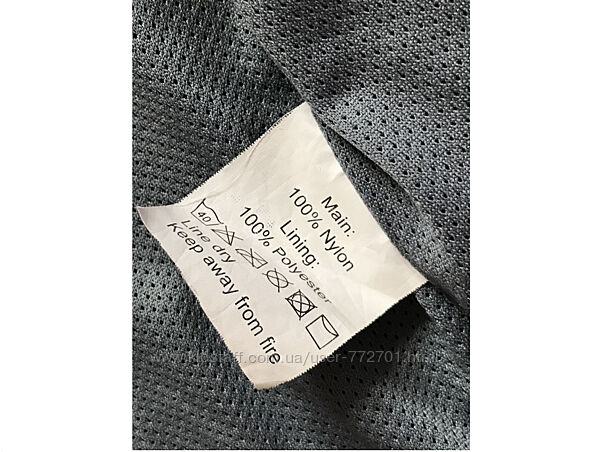 Main:
100% Nylon
Lining:
100% Polyester
40
Line dry
Keep away from fire